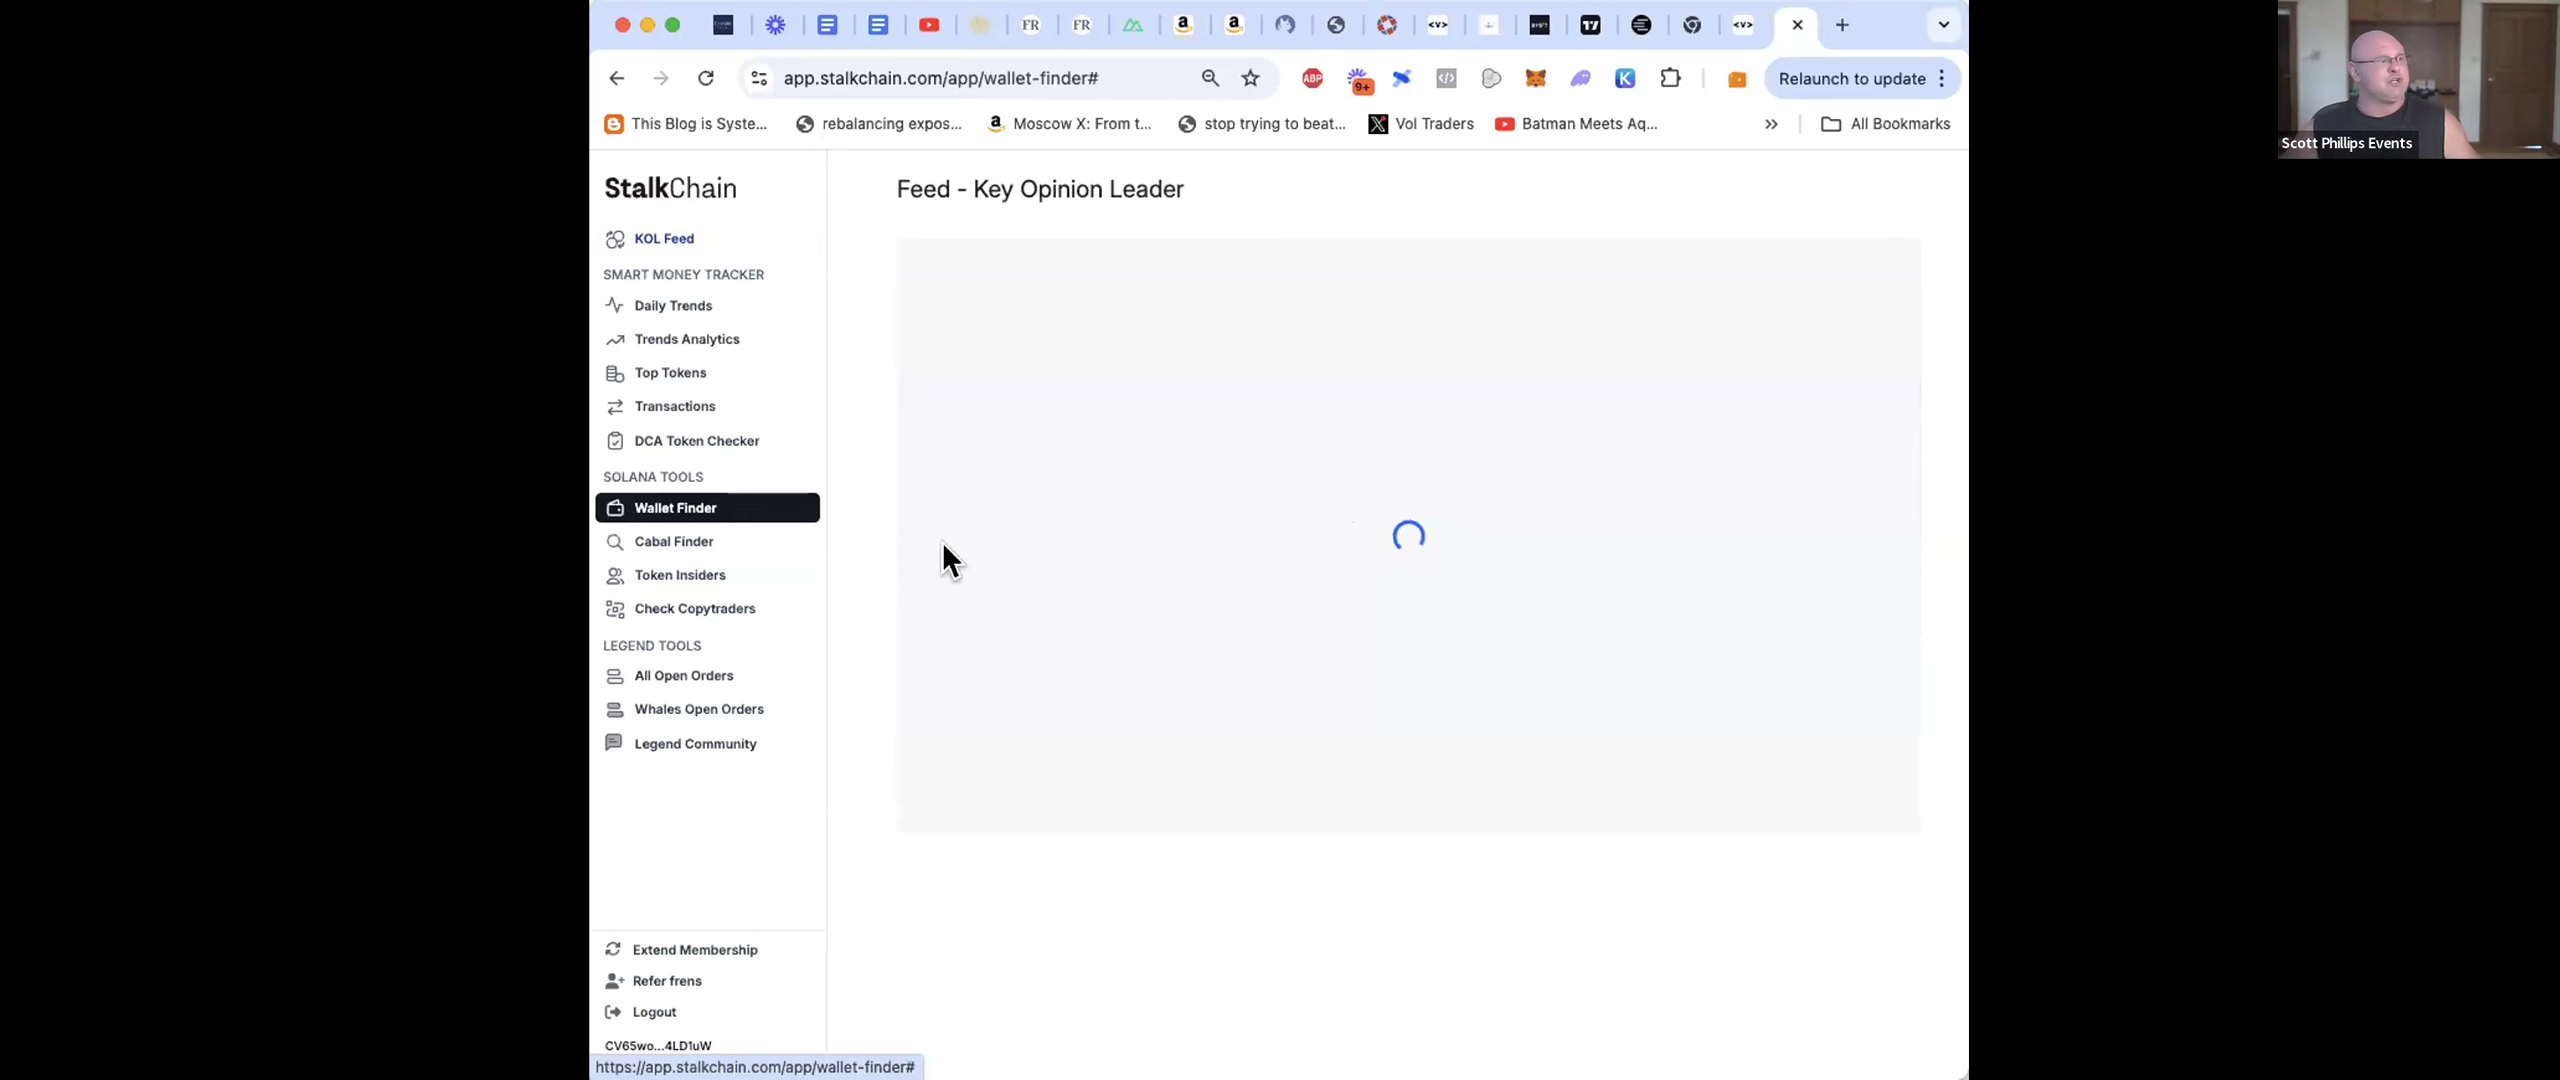 app.stalkchain.com/app/wallet-finder#
ABP
9+
Relaunch to update
This Blog is Syste...
rebalancing expos...
Moscow X: From t...
stop trying to beat...
Vol Traders
Batman Meets Aq...
All Bookmarks
FR
FR
StalkChain
KOL Feed
SMART MONEY TRACKER
Daily Trends
Trends Analytics
Top Tokens
Transactions
DCA Token Checker
SOLANA TOOLS
Wallet Finder
Cabal Finder
Token Insiders
Check Copytraders
LEGEND TOOLS
All Open Orders
Whales Open Orders
Legend Community
Extend Membership
Refer frens
Logout
CV65wo...4LD1uW
https://app.stalkchain.com/app/wallet-finder#
Feed - Key Opinion Leader
Scott Phillips Events